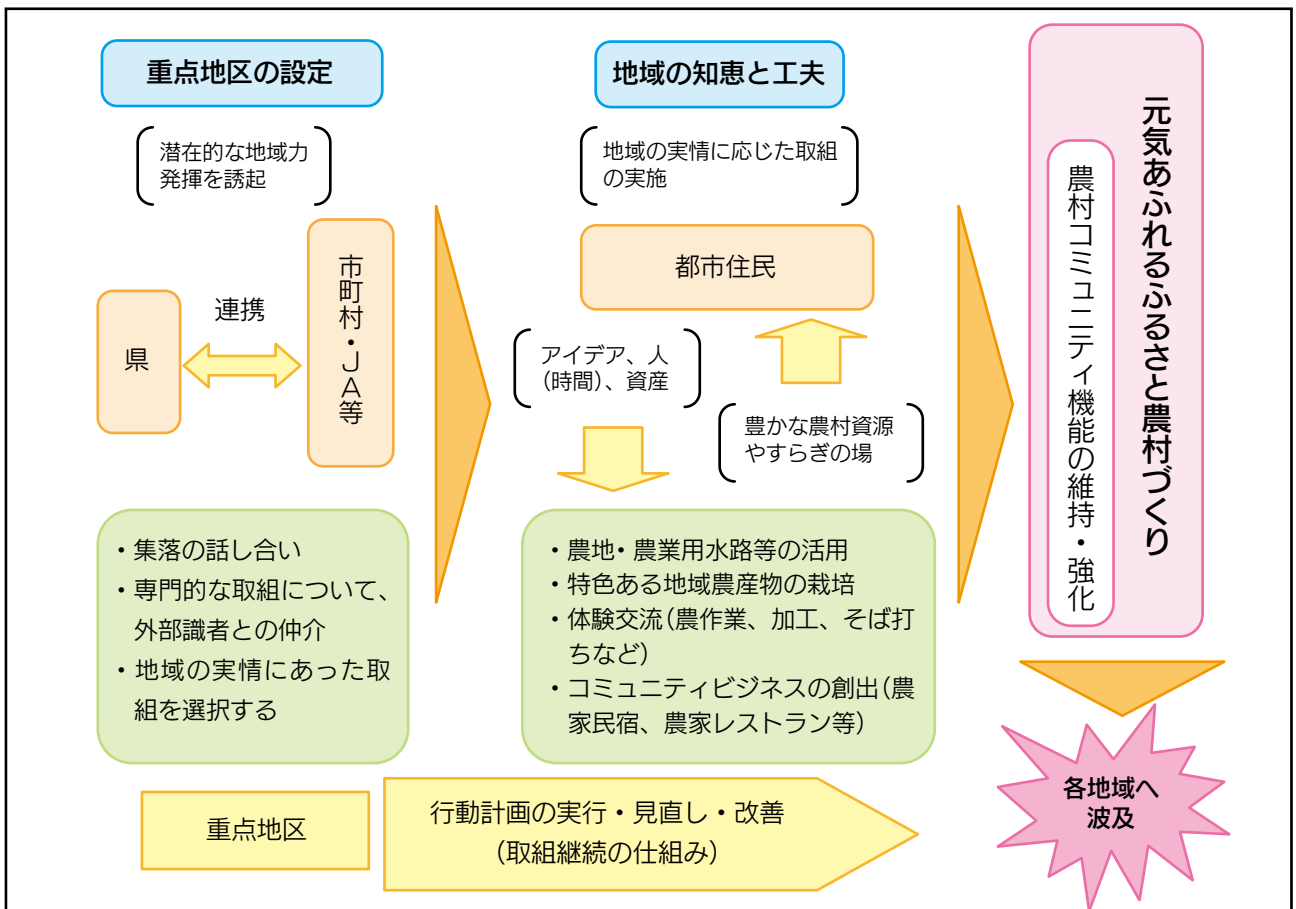 重点地区の設定
潜在的な地域力
発揮を誘起
県
連携
市町村・JA等
・集落の話し合い
・専門的な取組について、
外部識者との仲介
・地域の実情にあった取
組を選択する
地域の知恵と工夫
地域の実情に応じた取組
の実施
都市住民
アイデア、人
（時間）、資産
豊かな農村資源
やすらぎの場
・農地・農業用水路等の活用
・特色ある地域農産物の栽培
・体験交流（農作業、加工、そば打
ちなど）
・コミュニティビジネスの創出（農
家民宿、農家レストラン等）
元気あふれるふるさと農村づくり
農村コミュニティ機能の維持・強化
各地域へ
波及
重点地区
行動計画の実行・見直し・改善
（取組継続の仕組み）